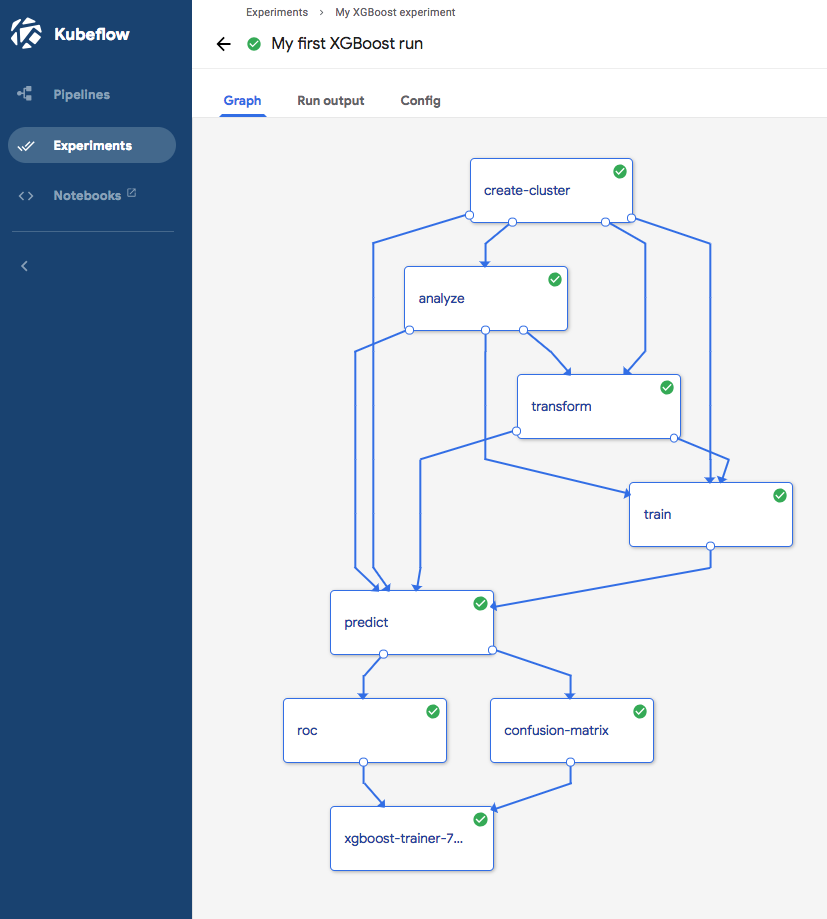 Kubeflow
Pipelines
Experiments
Notebooks
Experiments › My XGBoost experiment
My first XGBoost run
Graph Run output Config
create-cluster
analyze
transform
train
predict
roc
confusion-matrix
xgboost-trainer-7...